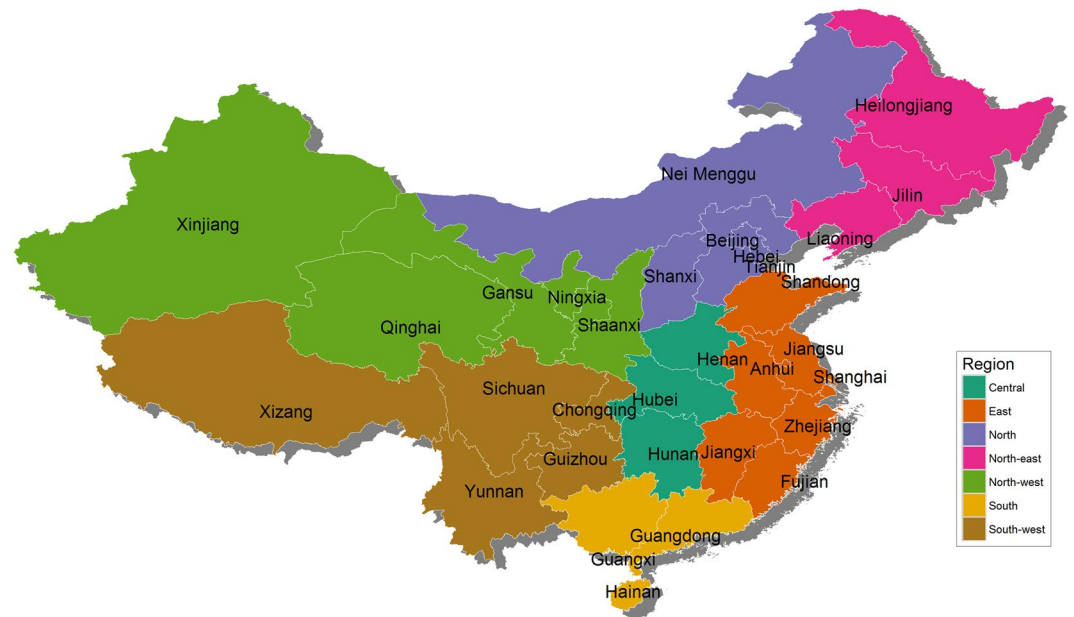 Heilongjiang
Nei Menggu
Jilin
Xinjiang
Beijing
Liaoning
Hebei
Tianjin
Shanxi
Shandong
Gansu
Ningxia
Shaanxi
Qinghai
Jiangsu
Henan
Anhui
Shanghai
Sichuan
Hubei
Chongqing
Xizang
Zhejiang
Hunan
Jiangxi
Guizhou
Fujian
Yunnan
Guangdong
Guangxi
Hainan
Region
Central
East
North
North-east
North-west
South
South-west